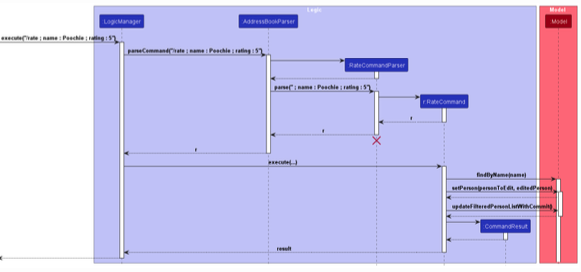 Logic
Model
:LogicManager
:AddressBookParser
:Model
execute("rate ; name : Poochie ; rating : 5")
parseCommand("rate ; name : Poochie ; rating : 5")
RateCommandParser
parse(" ; name : Poochie ; rating : 5")
r:RateCommand
r
r
r
execute(...)
findByName(name)
setPerson(personToEdit, editedPerson)
updateFilteredPersonListWithCommit()
:CommandResult
result